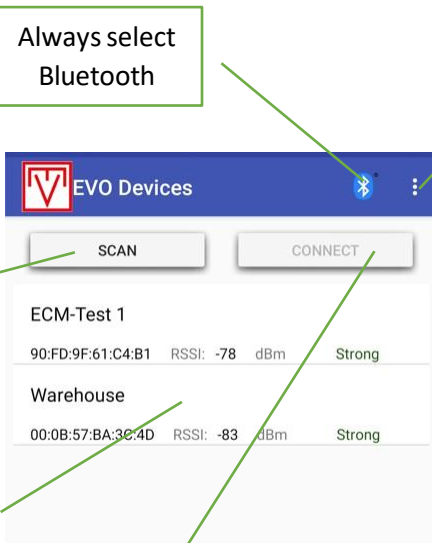 Always select
Bluetooth
EVO Devices
SCAN
CONNECT
ECM-Test 1
90:FD:9F:61:C4:B1 RSSI: -78 dBm Strong
Warehouse
00:0B:57:BA:3C:4D RSSI: -83 dBm Strong